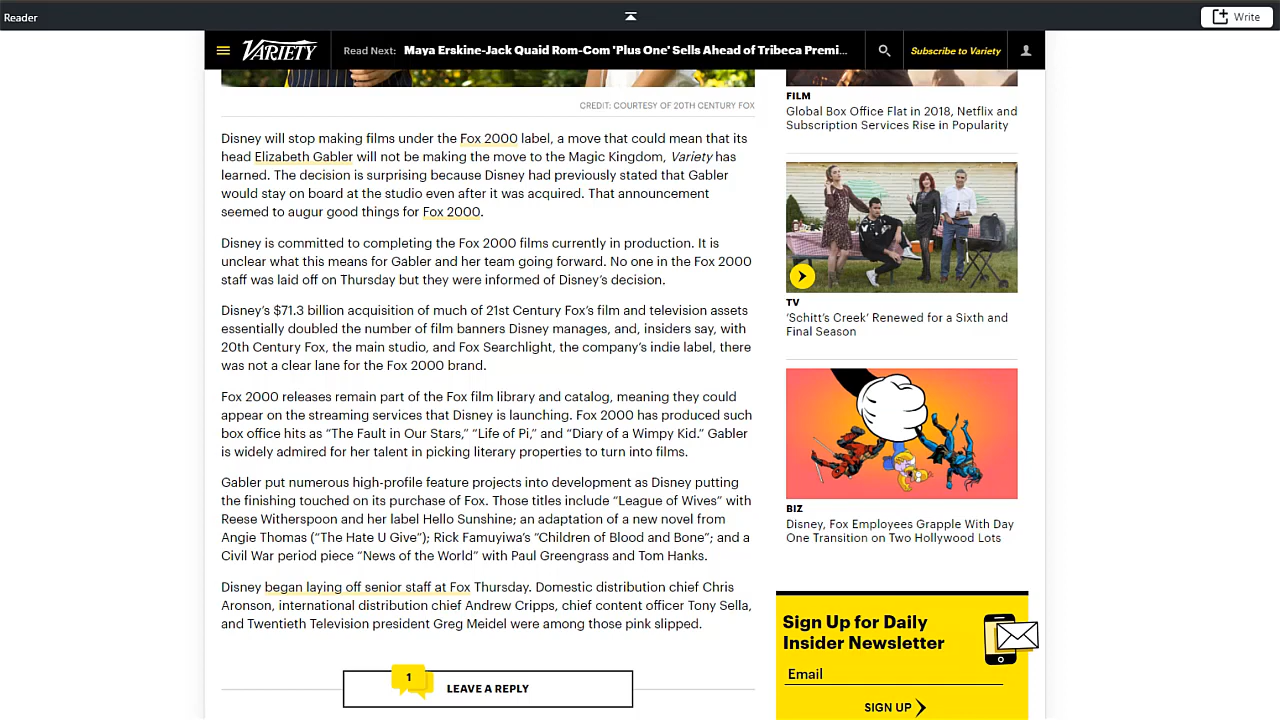 Reader
Write
VARIETY
Read Next: Maya Erskine-Jack Quaid Rom-Com 'Plus One' Sells Ahead of Tribeca Premi...
Subscribe to Variety
CREDIT: COURTESY OF 20TH CENTURY FOX
Disney will stop making films under the Fox 2000 label, a move that could mean that its
head Elizabeth Gabler will not be making the move to the Magic Kingdom, Variety has
learned. The decision is surprising because Disney had previously stated that Gabler
would stay on board at the studio even after it was acquired. That announcement
seemed to augur good things for Fox 2000.
Disney is committed to completing the Fox 2000 films currently in production. It is
unclear what this means for Gabler and her team going forward. No one in the Fox 2000
staff was laid off on Thursday but they were informed of Disney’s decision.
Disney’s $71.3 billion acquisition of much of 21st Century Fox’s film and television assets
essentially doubled the number of film banners Disney manages, and, insiders say, with
20th Century Fox, the main studio, and Fox Searchlight, the company’s indie label, there
was not a clear lane for the Fox 2000 brand.
Fox 2000 releases remain part of the Fox film library and catalog, meaning they could
appear on the streaming services that Disney is launching. Fox 2000 has produced such
box office hits as “The Fault in Our Stars,” “Life of Pi,” and “Diary of a Wimpy Kid.” Gabler
is widely admired for her talent in picking literary properties to turn into films.
Gabler put numerous high-profile feature projects into development as Disney putting
the finishing touched on its purchase of Fox. Those titles include “League of Wives” with
Reese Witherspoon and her label Hello Sunshine; an adaptation of a new novel from
Angie Thomas (“The Hate U Give”); Rick Famuyiwa’s “Children of Blood and Bone”; and a
Civil War period piece “News of the World” with Paul Greengrass and Tom Hanks.
Disney began laying off senior staff at Fox Thursday. Domestic distribution chief Chris
Aronson, international distribution chief Andrew Cripps, chief content officer Tony Sella,
and Twentieth Television president Greg Meidel were among those pink slipped.
1
LEAVE A REPLY
FILM
Global Box Office Flat in 2018, Netflix and
Subscription Services Rise in Popularity
TV
‘Schitt’s Creek’ Renewed for a Sixth and
Final Season
BIZ
Disney, Fox Employees Grapple With Day
One Transition on Two Hollywood Lots
Sign Up for Daily
Insider Newsletter
Email
SIGN UP